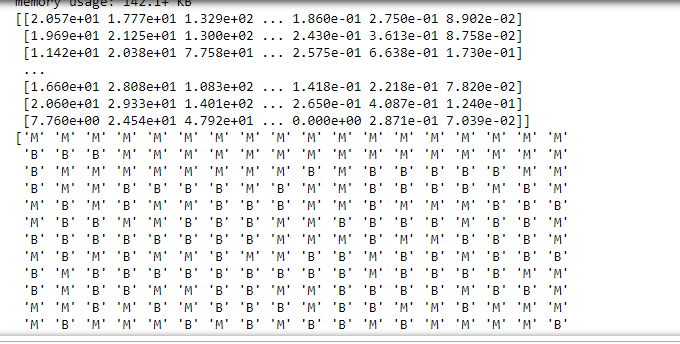 memory usage: 142.1+ KB
[[2.057e+01 1.777e+01 1.329e+02 ... 1.860e-01 2.750e-01 8.902e-02]
[1.969e+01 2.125e+01 1.300e+02 ... 2.430e-01 3.613e-01 8.758e-02]
[1.142e+01 2.038e+01 7.758e+01 ... 2.575e-01 6.638e-01 1.730e-01]
...
[1.660e+01 2.808e+01 1.083e+02 ... 1.418e-01 2.218e-01 7.820e-02]
[2.060e+01 2.933e+01 1.401e+02 ... 2.650e-01 4.087e-01 1.240e-01]
[7.760e+00 2.454e+01 4.792e+01 ... 0.000e+00 2.871e-01 7.039e-02]]
['M' 'M' 'M' 'M' 'M' 'M' 'M' 'M' 'M' 'M' 'M' 'M' 'M' 'M' 'M' 'M' 'M' 'M'
'B' 'B' 'B' 'M' 'M' 'M' 'M' 'M' 'M' 'M' 'M' 'M' 'M' 'M' 'M' 'M' 'M' 'M'
'B' 'M' 'M' 'M' 'M' 'M' 'M' 'M' 'M' 'B' 'M' 'B' 'B' 'B' 'B' 'B' 'M' 'M'
'B' 'M' 'M' 'B' 'B' 'B' 'B' 'M' 'B' 'M' 'M' 'B' 'B' 'B' 'B' 'M' 'B' 'M'
'M' 'B' 'M' 'B' 'M' 'M' 'B' 'B' 'B' 'M' 'M' 'B' 'M' 'M' 'M' 'B' 'B' 'B'
'M' 'B' 'B' 'M' 'M' 'B' 'B' 'B' 'M' 'M' 'B' 'B' 'B' 'B' 'M' 'B' 'B' 'M'
'B' 'B' 'B' 'B' 'B' 'B' 'B' 'B' 'M' 'M' 'M' 'B' 'M' 'M' 'B' 'B' 'B' 'M'
'M' 'B' 'M' 'B' 'M' 'M' 'B' 'M' 'M' 'B' 'B' 'M' 'B' 'B' 'M' 'B' 'B' 'B'
'B' 'M' 'B' 'B' 'B' 'B' 'B' 'B' 'B' 'B' 'B' 'M' 'B' 'B' 'B' 'B' 'M' 'M'
'B' 'M' 'B' 'B' 'M' 'M' 'B' 'B' 'M' 'M' 'B' 'B' 'B' 'B' 'M' 'B' 'B' 'M'
'M' 'M' 'B' 'M' 'B' 'M' 'B' 'B' 'B' 'M' 'B' 'B' 'M' 'M' 'B' 'M' 'M' 'M'
'M' 'B' 'M' 'M' 'M' 'B' 'M' 'B' 'M' 'B' 'B' 'M' 'B' 'M' 'M' 'M' 'M' 'B'